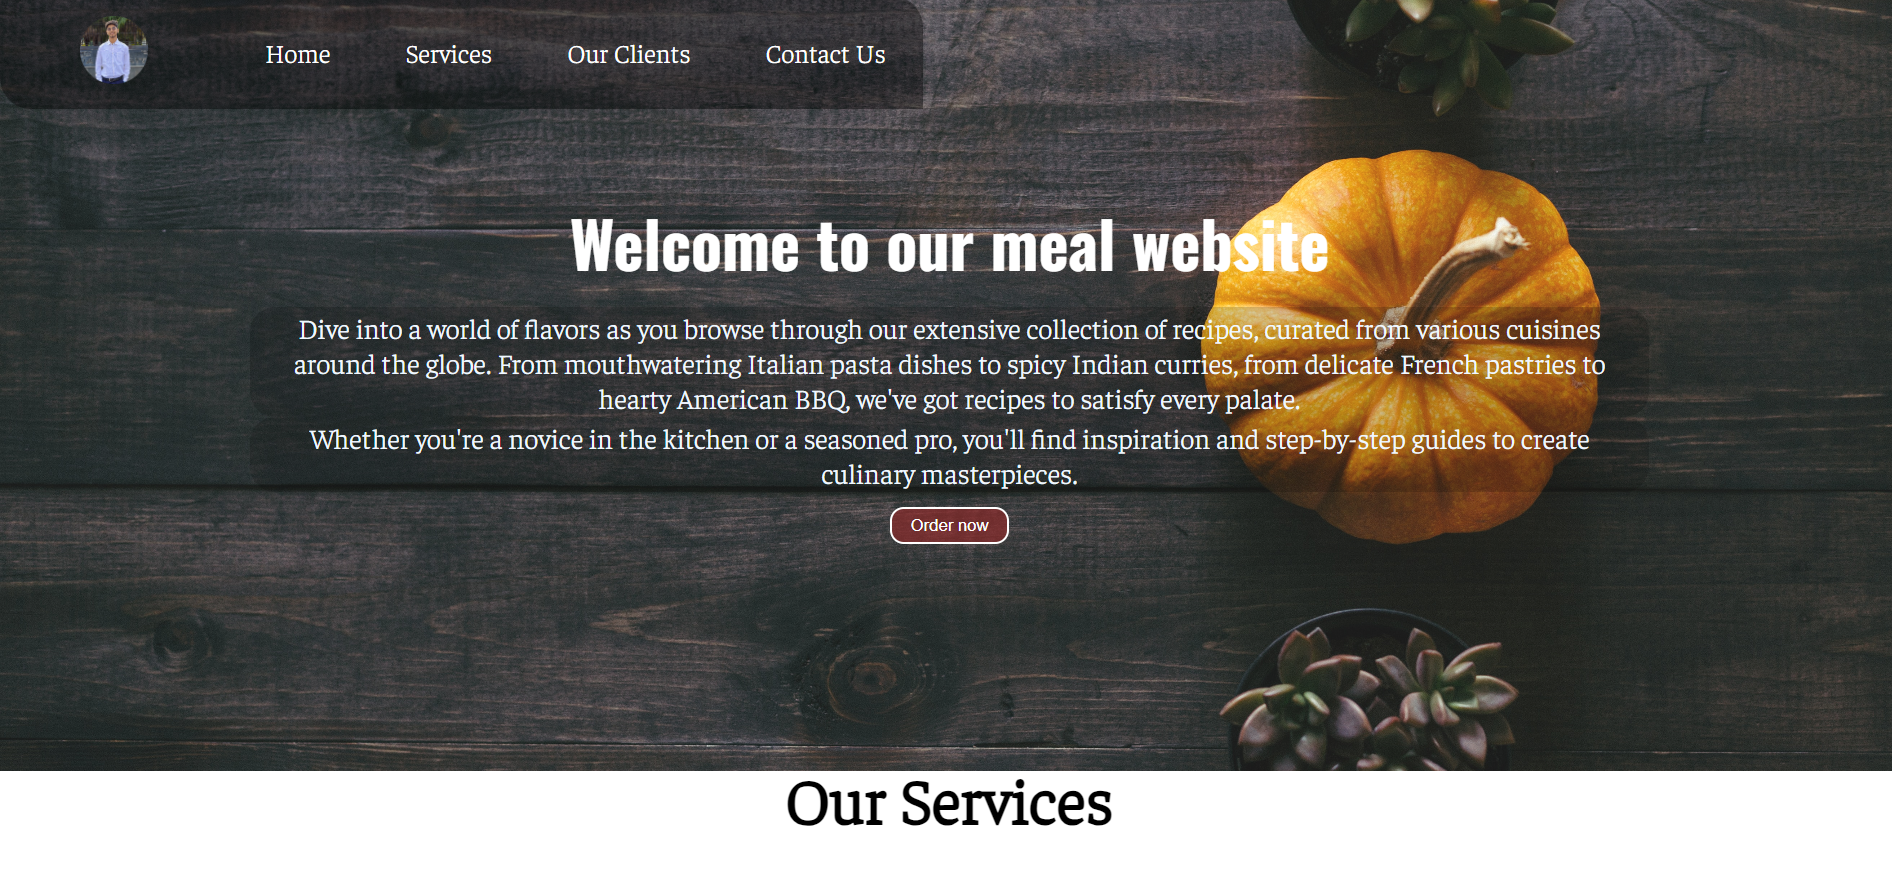 Home Services Our Clients Contact Us
Welcome to our meal website
Dive into a world of flavors as you browse through our extensive collection of recipes, curated from various cuisines
around the globe. From mouthwatering Italian pasta dishes to spicy Indian curries, from delicate French pastries to
hearty American BBQ, we've got recipes to satisfy every palate.
Whether you're a novice in the kitchen or a seasoned pro, you'll find inspiration and step-by-step guides to create
culinary masterpieces.
Order now
Our Services